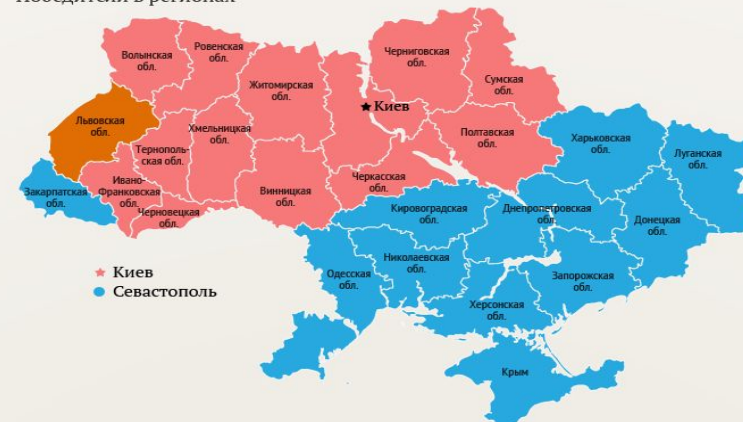 Победители в регионах
Волынская
обл.
Ровенская
обл.
Житомирская
обл.
Черниговская
обл.
Сумская
обл.
Киев
Львовская
обл.
Тернополь-
ская обл.
Хмельницкая
обл.
Полтавская
обл.
Харьковская
обл.
Луганская
обл.
Закарпатская
обл.
Ивано-
Франковская
обл.
Черновецкая
обл.
Винницкая
обл.
Черкасская
обл.
Кировоградская
обл.
Днепропетровская
обл.
Донецкая
обл.
Одесская
обл.
Николаевская
обл.
Херсонская
обл.
Запорожская
обл.
Крым
Киев
Севастополь